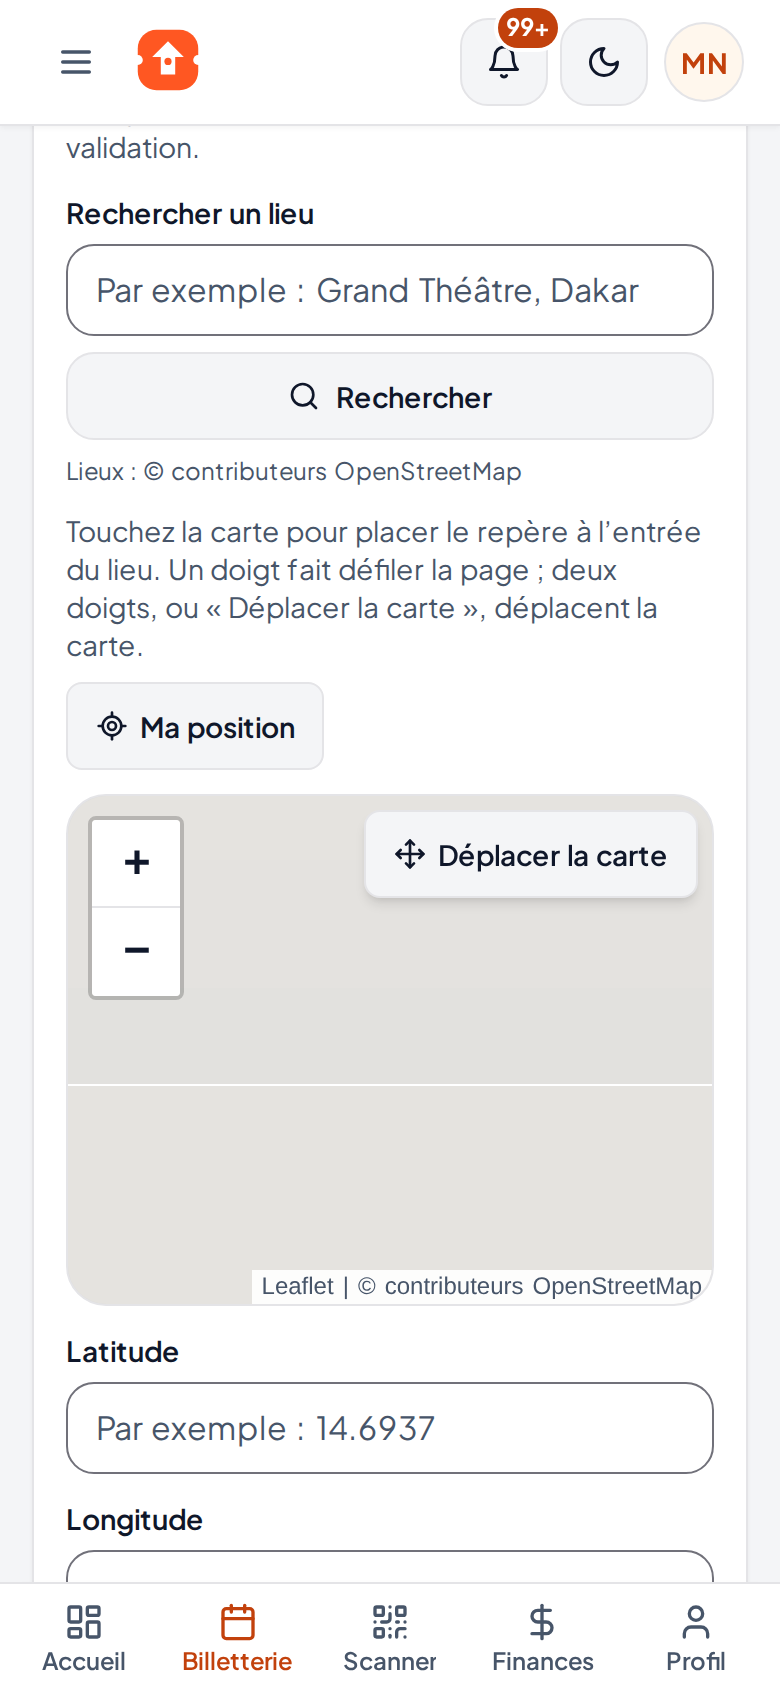 99+
MN
validation.
Rechercher un lieu
Par exemple : Grand Théâtre, Dakar
Rechercher
Lieux : © contributeurs OpenStreetMap
Touchez la carte pour placer le repère à l’entrée
du lieu. Un doigt fait défiler la page ; deux
doigts, ou « Déplacer la carte », déplacent la
carte.
Ma position
+
Déplacer la carte
−
Leaflet | © contributeurs OpenStreetMap
Latitude
Par exemple : 14.6937
Longitude
Accueil
Billetterie
Scanner
Finances
Profil